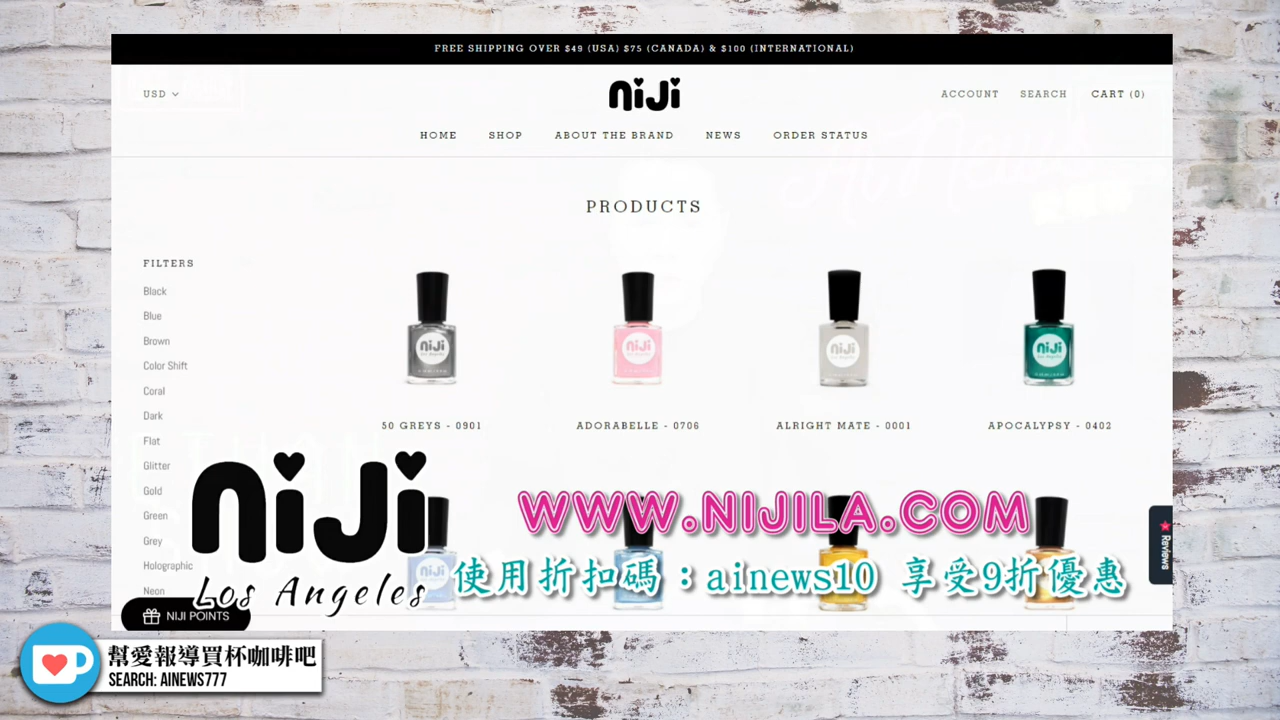 FREE SHIPPING OVER $49 (USA) $75 (CANADA) & $100 (INTERNATIONAL)
USD
niJi
ACCOUNT SEARCH CART (0)
HOME SHOP ABOUT THE BRAND NEWS ORDER STATUS
PRODUCTS
FILTERS
Black
Blue
Brown
Color Shift
Coral
Dark
Flat
Glitter
Gold
Green
Grey
Holographic
Neon
niJi
niJi
niJi
niJi
50 GREYS - 0901 ADORABELLE - 0706 ALRIGHT MATE - 0001 APOCALYPSY - 0402
niJi
Los Angeles
WWW.NIJILA.COM
使用折扣碼：ainews10 享受9折優惠
Reviews
NIJI POINTS
幫愛報導買杯咖啡吧
SEARCH: AINEWS777